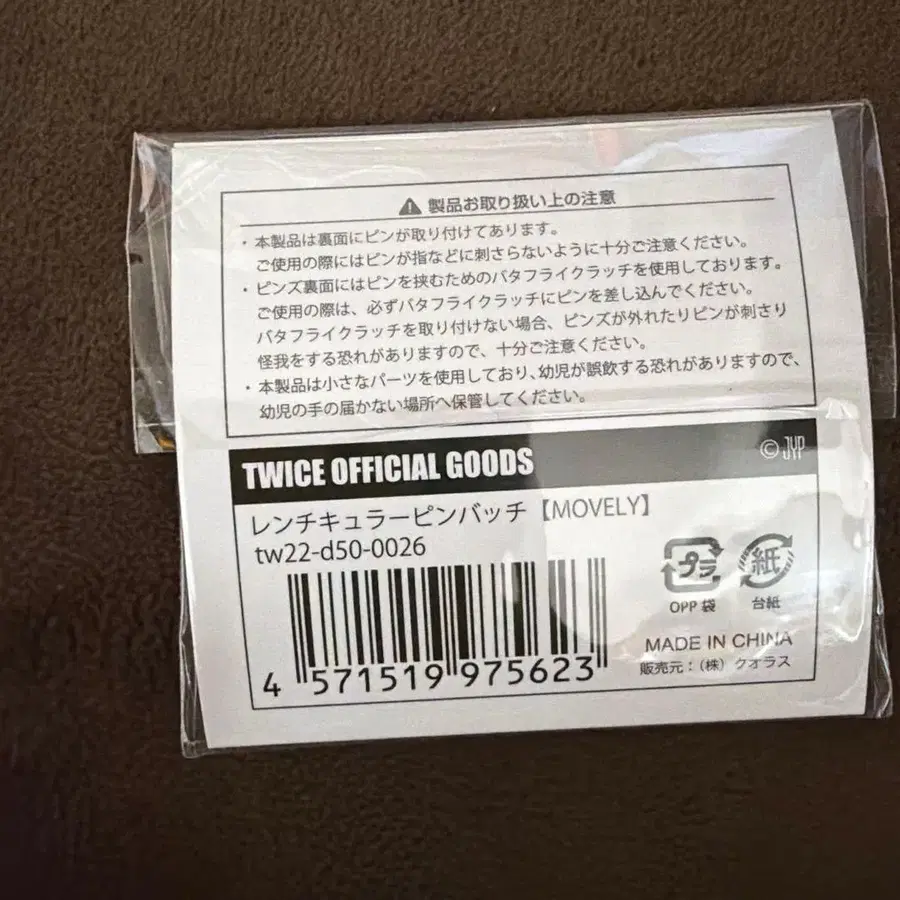 ⚠ 製品お取り扱い上の注意
・本製品は裏面にピンが取り付けてあります。
ご使用の際にはピンが指などに刺さらないように十分ご注意ください。
・ピンズ裏面にはピンを挟むためのバタフライクラッチを使用しております。
ご使用の際は、必ずバタフライクラッチにピンを差し込んでください。
バタフライクラッチを取り付けない場合、ピンズが外れたりピンが刺さり
怪我をする恐れがありますので、十分ご注意ください。
・本製品は小さなパーツを使用しており、幼児が誤飲する恐れがありますので、
幼児の手の届かない場所へ保管してください。
TWICE OFFICIAL GOODS
© JYP
レンチキュラーピンバッチ【MOVELY】
tw22-d50-0026
プラ 紙
OPP 袋 台紙
4 571519 975623
MADE IN CHINA
販売元：（株）クオラス